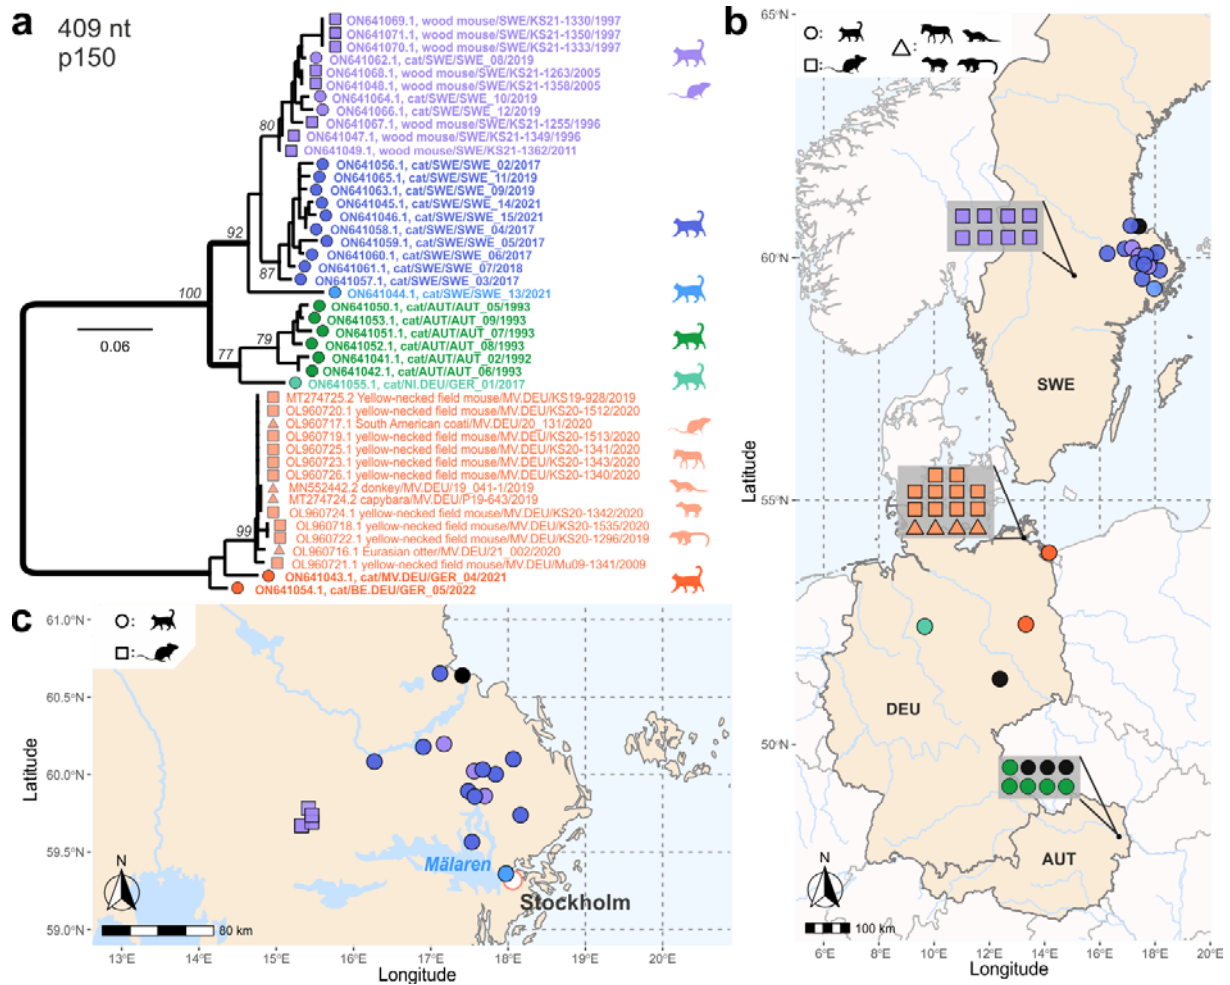 a
409 nt
p150
ON641069.1, wood mouse/SWE/KS21-1330/1997
ON641071.1, wood mouse/SWE/KS21-1350/1997
ON641070.1, wood mouse/SWE/KS21-1333/1997
ON641062.1, cat/SWE/SWE_08/2019
ON641068.1, wood mouse/SWE/KS21-1263/2005
ON641048.1, wood mouse/SWE/KS21-1358/2005
ON641064.1, cat/SWE/SWE_10/2019
ON641066.1, cat/SWE/SWE_12/2019
ON641067.1, wood mouse/SWE/KS21-1255/1996
ON641047.1, wood mouse/SWE/KS21-1349/1996
ON641049.1, wood mouse/SWE/KS21-1362/2011
ON641056.1, cat/SWE/SWE_02/2017
ON641065.1, cat/SWE/SWE_11/2019
ON641063.1, cat/SWE/SWE_09/2019
ON641045.1, cat/SWE/SWE_14/2021
ON641046.1, cat/SWE/SWE_15/2021
ON641058.1, cat/SWE/SWE_04/2017
ON641059.1, cat/SWE/SWE_05/2017
ON641060.1, cat/SWE/SWE_06/2017
ON641061.1, cat/SWE/SWE_07/2018
ON641057.1, cat/SWE/SWE_03/2017
ON641044.1, cat/SWE/SWE_13/2021
ON641050.1, cat/AUT/AUT_05/1993
ON641053.1, cat/AUT/AUT_09/1993
ON641051.1, cat/AUT/AUT_07/1993
ON641052.1, cat/AUT/AUT_08/1993
ON641041.1, cat/AUT/AUT_02/1992
ON641042.1, cat/AUT/AUT_06/1993
ON641055.1, cat/NI.DEU/GER_01/2017
MT274725.2 Yellow-necked field mouse/MV.DEU/KS19-928/2019
OL960720.1 yellow-necked field mouse/MV.DEU/KS20-1512/2020
OL960717.1 South American coati/MV.DEU/20_131/2020
OL960719.1 yellow-necked field mouse/MV.DEU/KS20-1513/2020
OL960725.1 yellow-necked field mouse/MV.DEU/KS20-1341/2020
OL960723.1 yellow-necked field mouse/MV.DEU/KS20-1343/2020
OL960726.1 yellow-necked field mouse/MV.DEU/KS20-1340/2020
MN552442.2 donkey/MV.DEU/19_041-1/2019
MT274724.2 capybara/MV.DEU/P19-643/2019
OL960724.1 yellow-necked field mouse/MV.DEU/KS20-1342/2020
OL960718.1 yellow-necked field mouse/MV.DEU/KS20-1535/2020
OL960722.1 yellow-necked field mouse/MV.DEU/KS20-1296/2019
OL960716.1 Eurasian otter/MV.DEU/21_002/2020
OL960721.1 yellow-necked field mouse/MV.DEU/Mu09-1341/2009
ON641043.1, cat/MV.DEU/GER_04/2021
ON641054.1, cat/BE.DEU/GER_05/2022
80
92
87
100
79
77
99
0.06
b
:
:
:
65°N
60°N
55°N
50°N
Latitude
SWE
DEU
AUT
N
100 km
6°E
8°E
10°E
12°E
14°E
16°E
18°E
20°E
Longitude
c
:
:
61.0°N
60.5°N
60.0°N
59.5°N
59.0°N
Latitude
Mälaren
Stockholm
N
80 km
13°E
14°E
15°E
16°E
17°E
18°E
19°E
20°E
Longitude